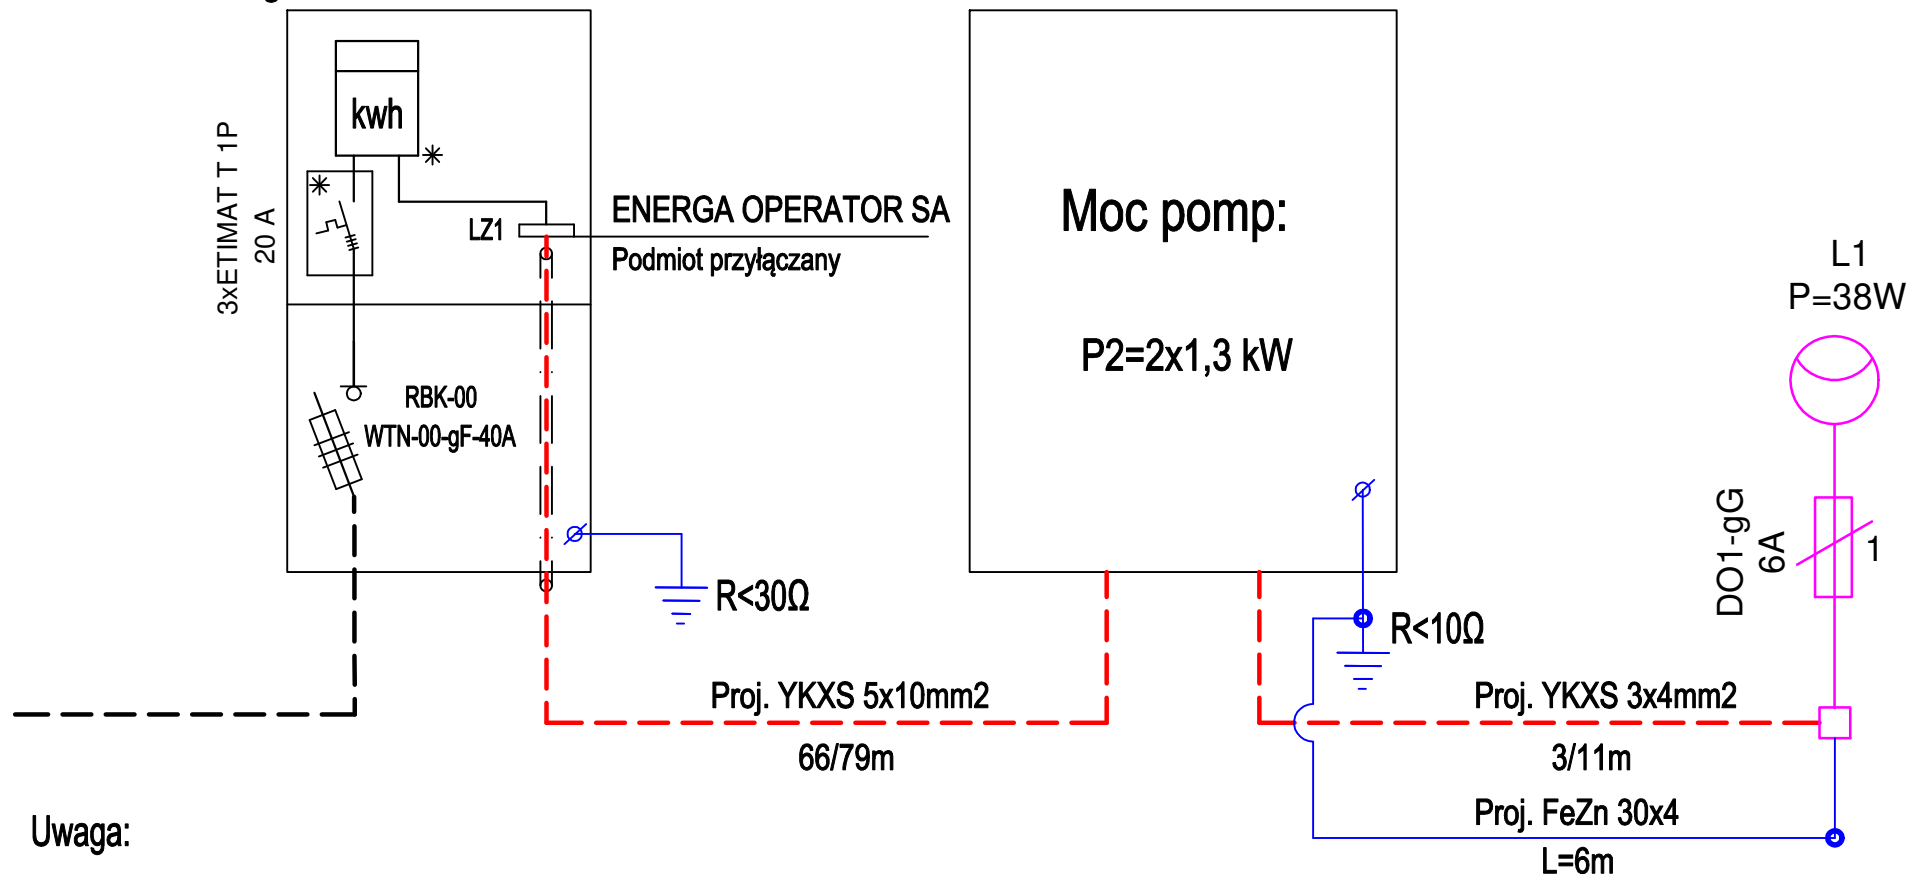 kwh
3xETIMAT T 1P
20 A
LZ1
ENERGA OPERATOR SA
Podmiot przyłączany
RBK-00
WTN-00-gF-40A
R<30Ω
Moc pomp:
P2=2x1,3 kW
R<10Ω
L1
P=38W
DO1-gG
6A
1
Proj. YKXS 5x10mm2
66/79m
Proj. YKXS 3x4mm2
3/11m
Proj. FeZn 30x4
L=6m
Uwaga: